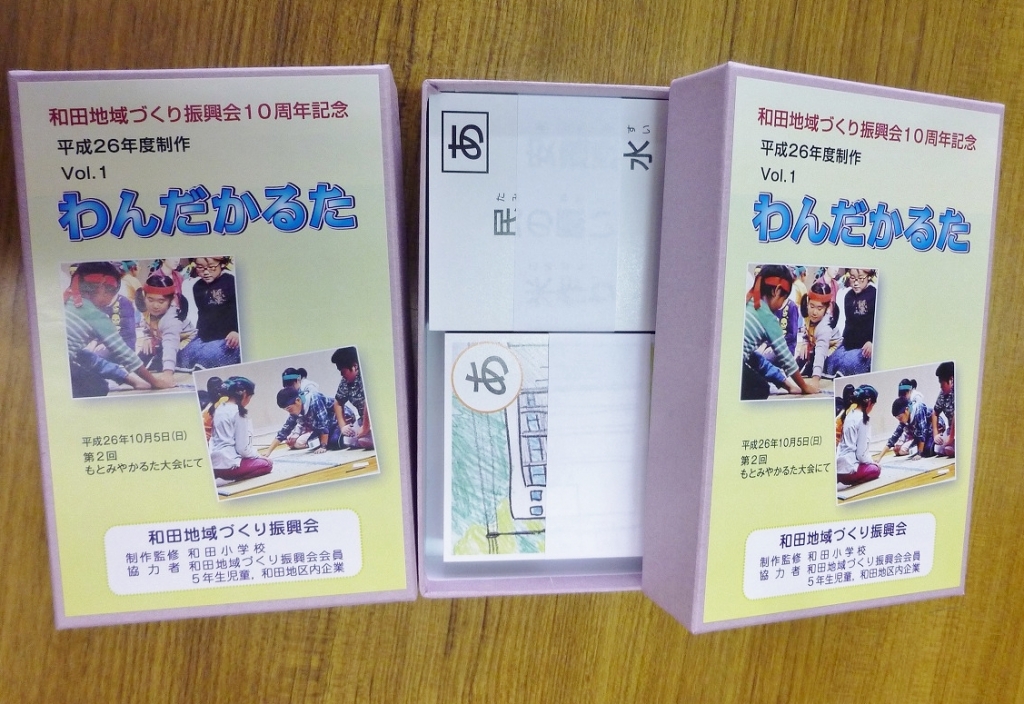 和田地域づくり振興会10周年記念
平成26年度制作
Vol.1
わんだかるた
平成26年10月5日(日)
第2回
もとみやかるた大会にて
和田地域づくり振興会
制作監修 和田小学校
協力者 和田地域づくり振興会会員
5年生児童，和田地区内企業
あ
水
すい
民
あ
和田地域づくり振興会10周年記念
平成26年度制作
Vol.1
わんだかるた
平成26年10月5日(日)
第2回
もとみやかるた大会にて
和田地域づくり振興会
制作監修 和田小学校
協力者 和田地域づくり振興会会員
5年生児童，和田地区内企業